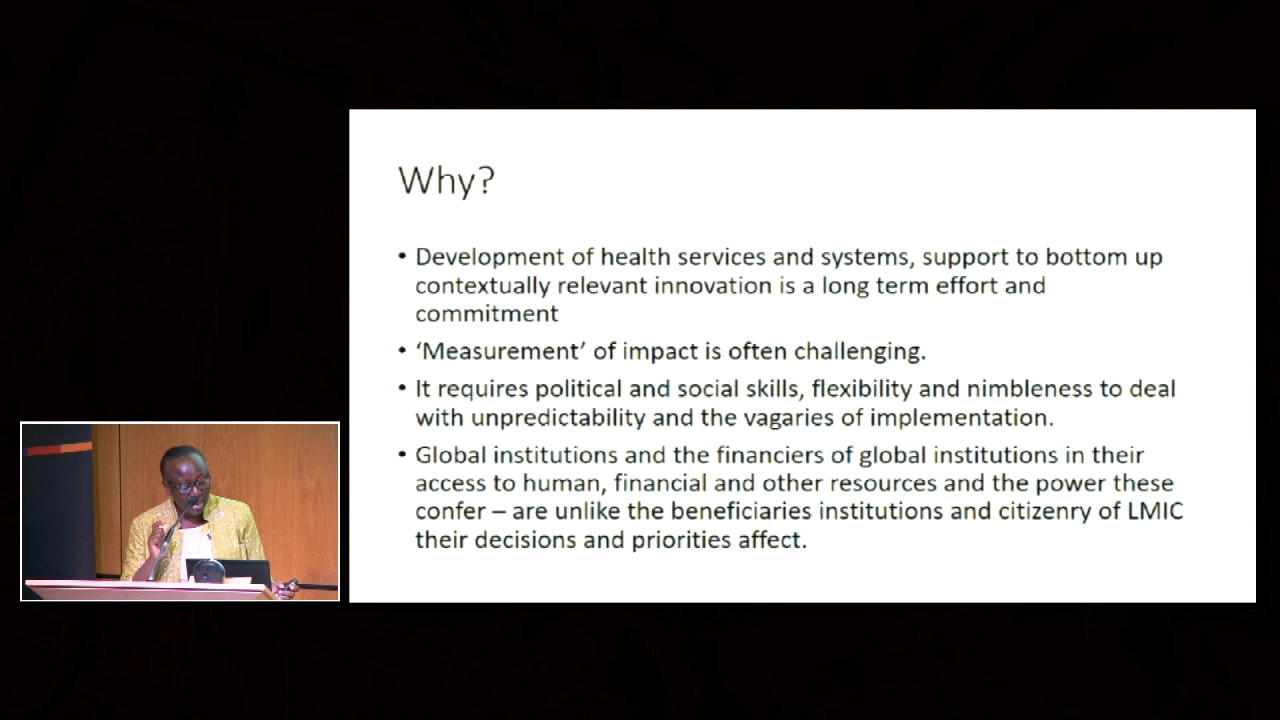 Why?
• Development of health services and systems, support to bottom up
contextually relevant innovation is a long term effort and
commitment
• ‘Measurement’ of impact is often challenging.
• It requires political and social skills, flexibility and nimbleness to deal
with unpredictability and the vagaries of implementation.
• Global institutions and the financiers of global institutions in their
access to human, financial and other resources and the power these
confer – are unlike the beneficiaries institutions and citizenry of LMIC
their decisions and priorities affect.